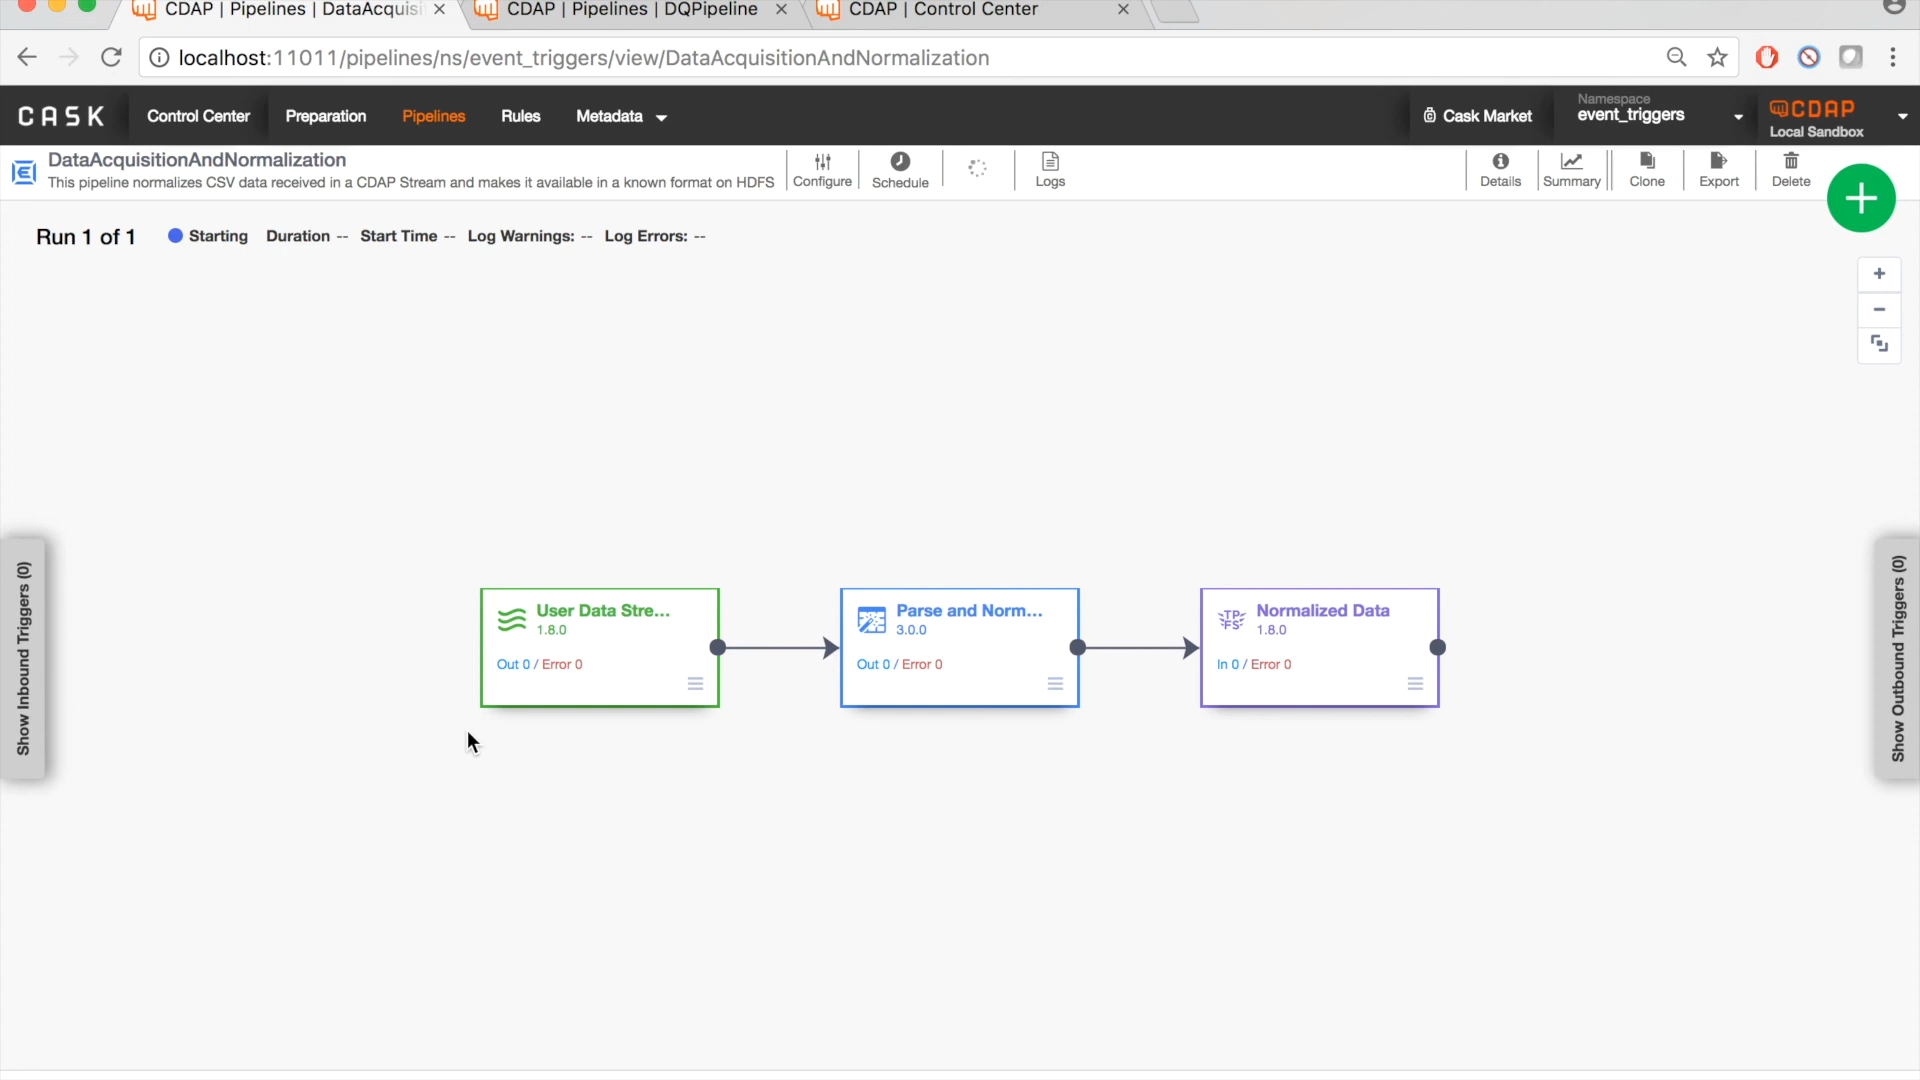 CDAP | Pipelines | DataAcquisi
CDAP | Pipelines | DQPipeline
CDAP | Control Center
localhost:11011/pipelines/ns/event_triggers/view/DataAcquisitionAndNormalization
CASK
Control Center
Preparation
Pipelines
Rules
Metadata
Cask Market
Namespace
event_triggers
CDAP
Local Sandbox
DataAcquisitionAndNormalization
This pipeline normalizes CSV data received in a CDAP Stream and makes it available in a known format on HDFS
Configure
Schedule
Logs
Details
Summary
Clone
Export
Delete
Run 1 of 1
Starting
Duration --
Start Time --
Log Warnings: --
Log Errors: --
Show Inbound Triggers (0)
User Data Stre...
1.8.0
Out 0 / Error 0
Parse and Norm...
3.0.0
Out 0 / Error 0
TP
FS
Normalized Data
1.8.0
In 0 / Error 0
Show Outbound Triggers (0)